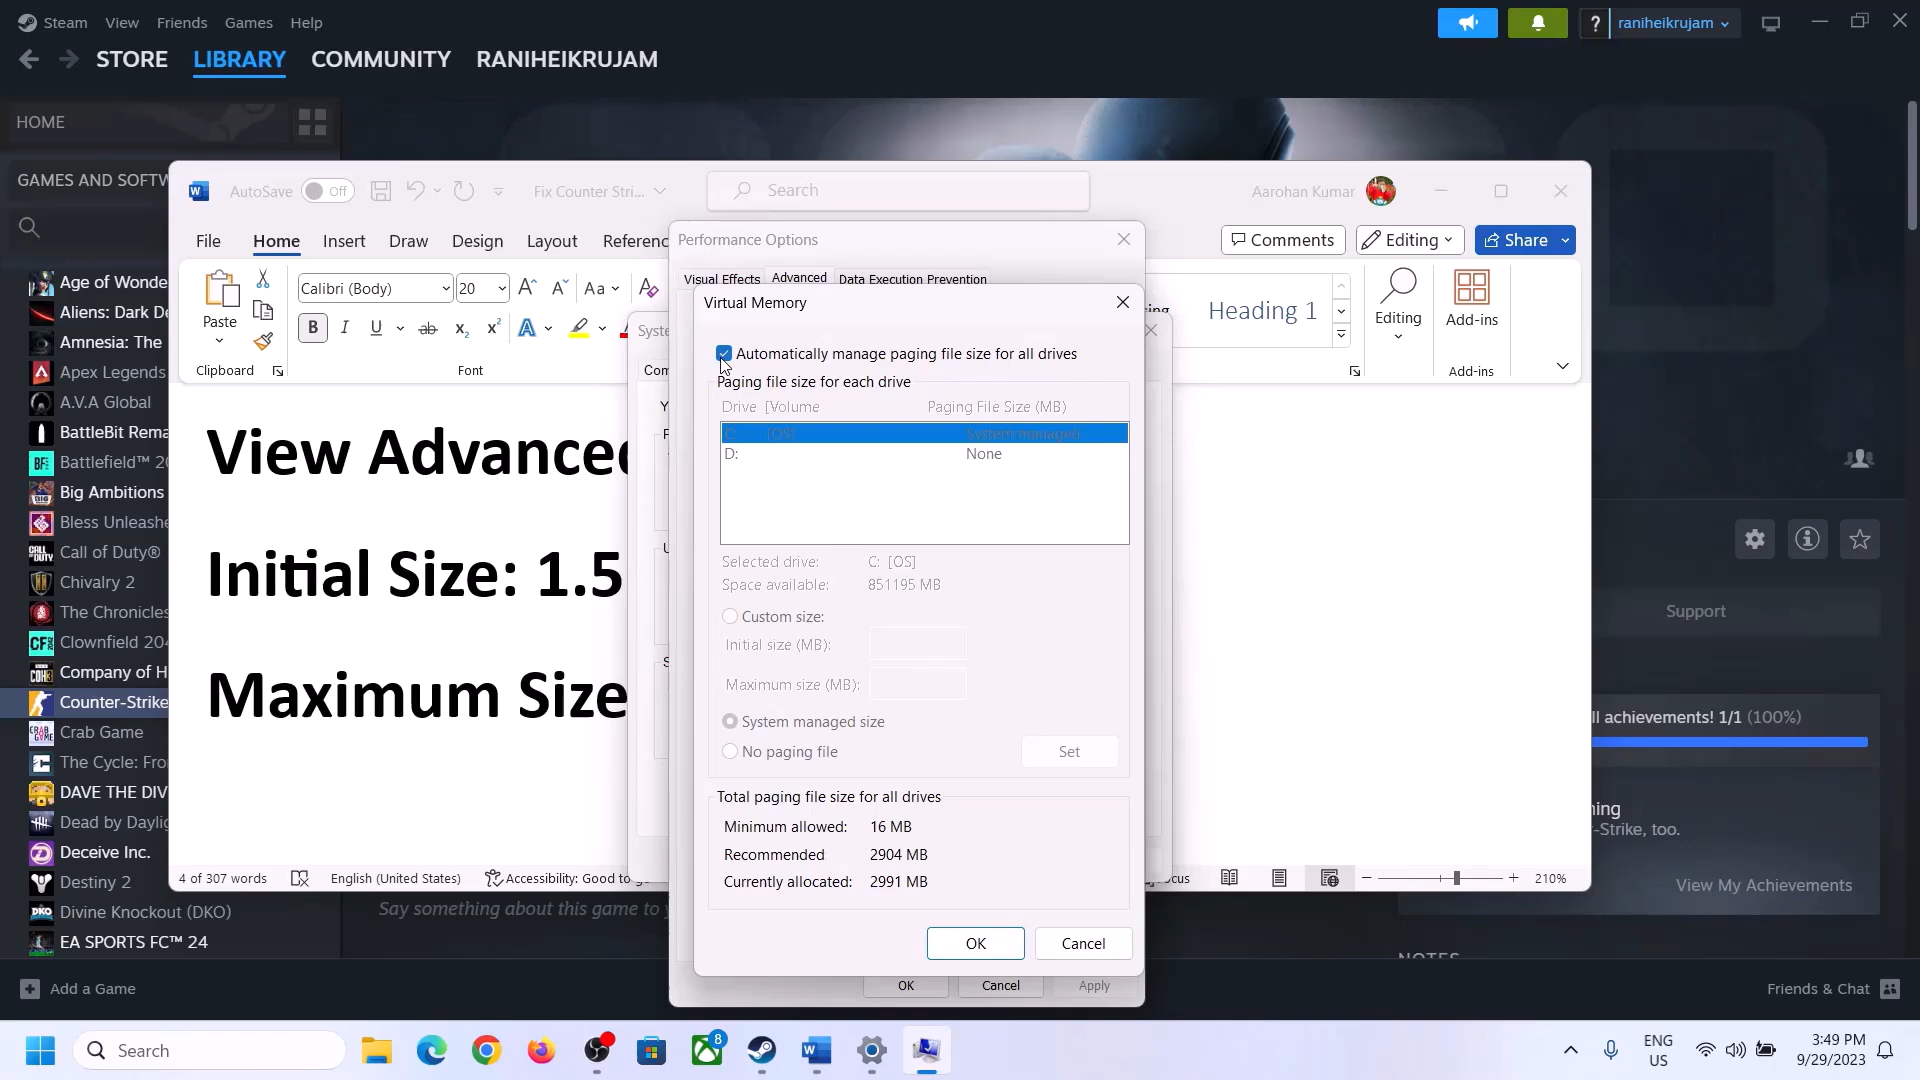 Steam View Friends Games Help
raniheikrujam
STORE LIBRARY COMMUNITY RANIHEIKRUJAM
HOME
GAMES AND SOFTW
Age of Wonde
Aliens: Dark De
Amnesia: The
Apex Legends
A.V.A Global
BattleBit Rema
Battlefield™ 20
Big Ambitions
Bless Unleashe
Call of Duty®
Chivalry 2
The Chronicles
Clownfield 204
Company of H
Counter-Strike
Crab Game
The Cycle: Fro
DAVE THE DIV
Dead by Daylig
Deceive Inc.
Destiny 2
Divine Knockout (DKO)
EA SPORTS FC™ 24
Add a Game
AutoSave Off
Fix Counter Stri...
Search
Aarohan Kumar
File Home Insert Draw Design Layout Referenc
Comments Editing Share
Paste
Calibri (Body) 20
Heading 1
Editing
Add-ins
Clipboard
Font
Add-ins
View Advanced
Initial Size: 1.5
Maximum Size
4 of 307 words English (United States) Accessibility: Good to g
210%
Performance Options
Visual Effects Advanced Data Execution Prevention
Virtual Memory
Automatically manage paging file size for all drives
Paging file size for each drive
Drive [Volume Paging File Size (MB)
C: [OS] System managed
D: None
Selected drive: C: [OS]
Space available: 851195 MB
Custom size:
Initial size (MB):
Maximum size (MB):
System managed size
No paging file
Set
Total paging file size for all drives
Minimum allowed: 16 MB
Recommended 2904 MB
Currently allocated: 2991 MB
OK Cancel
OK Cancel Apply
Support
ll achievements! 1/1 (100%)
-Strike, too.
View My Achievements
Say something about this game to y
NOTES
Friends & Chat
Search
8
ENG
US
3:49 PM
9/29/2023